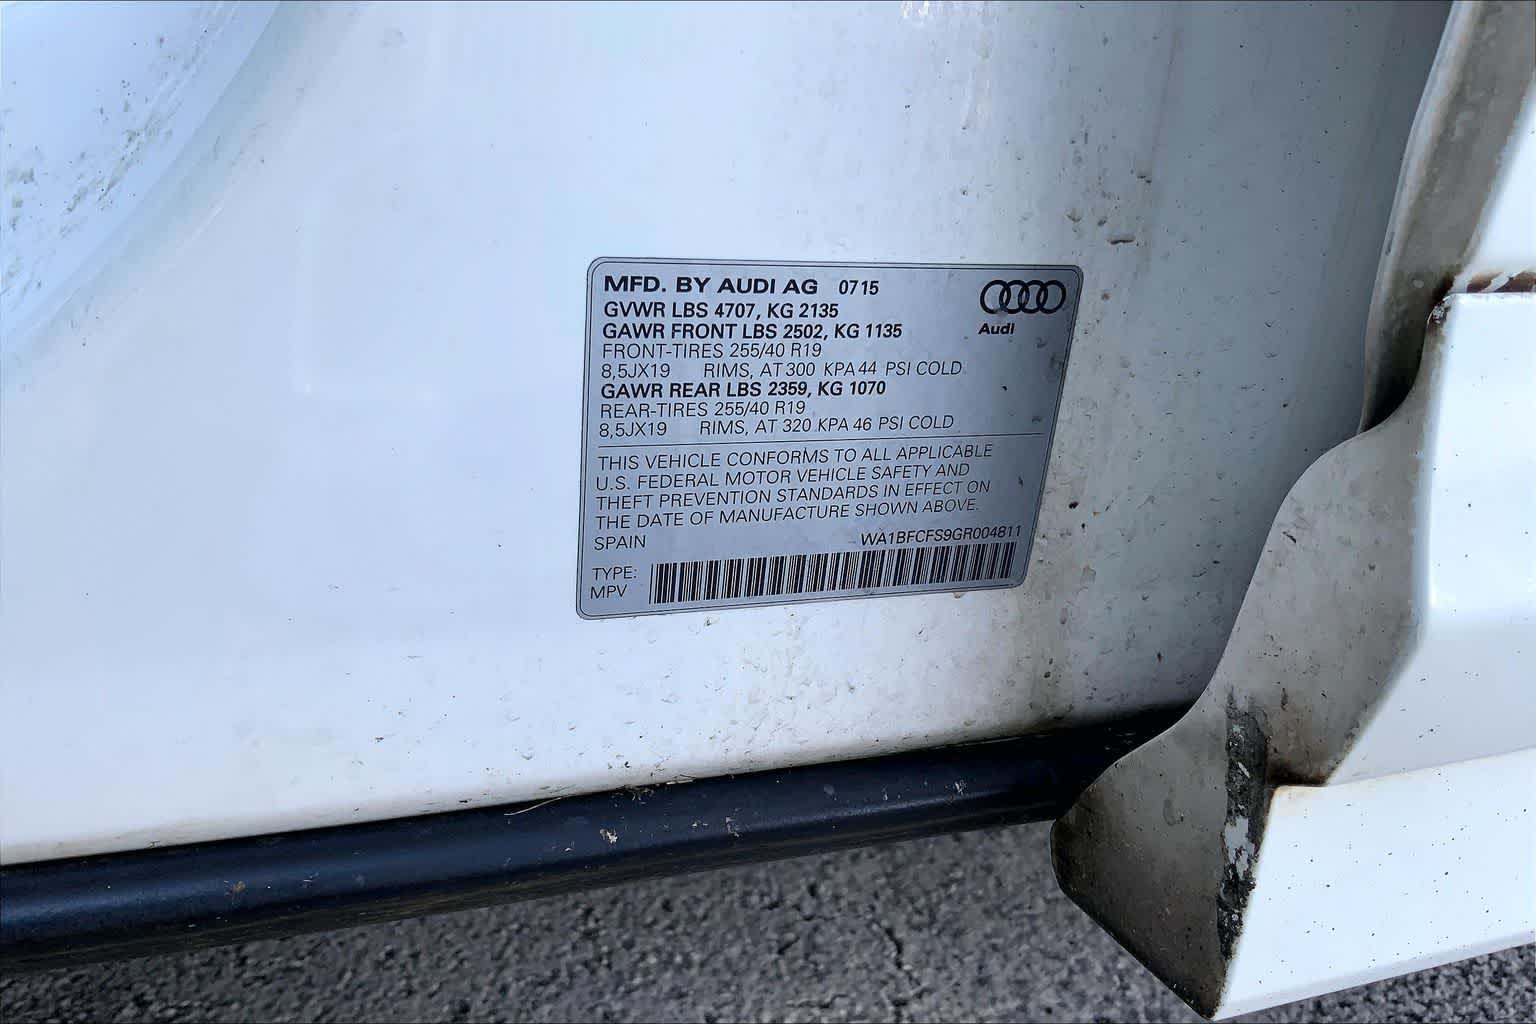 MFD. BY AUDI AG 0715
GVWR LBS 4707, KG 2135
GAWR FRONT LBS 2502, KG 1135
FRONT-TIRES 255/40 R19
8,5JX19 RIMS, AT 300 KPA 44 PSI COLD
GAWR REAR LBS 2359, KG 1070
REAR-TIRES 255/40 R19
8,5JX19 RIMS, AT 320 KPA 46 PSI COLD
Audi
THIS VEHICLE CONFORMS TO ALL APPLICABLE
U.S. FEDERAL MOTOR VEHICLE SAFETY AND
THEFT PREVENTION STANDARDS IN EFFECT ON
THE DATE OF MANUFACTURE SHOWN ABOVE.
SPAIN WA1BFCFS9GR004811
TYPE:
MPV